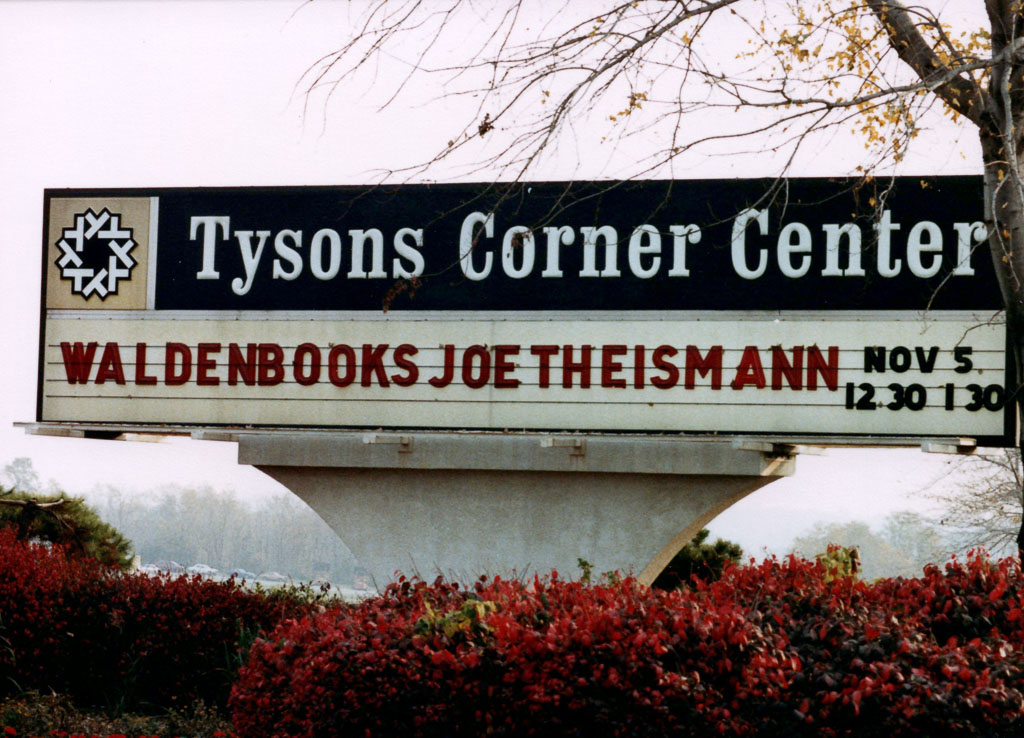 Tysons Corner Center
WALDENBOOKS JOE THEISMANN NOV 5
12.30 1 30